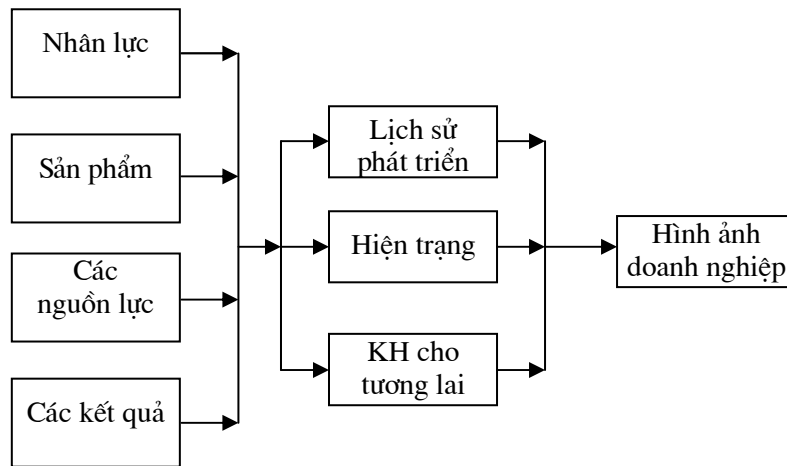 Nhân lực
Sản phẩm
Các
nguồn lực
Các kết quả
Lịch sử
phát triển
Hiện trạng
KH cho
tương lai
Hình ảnh
doanh nghiệp